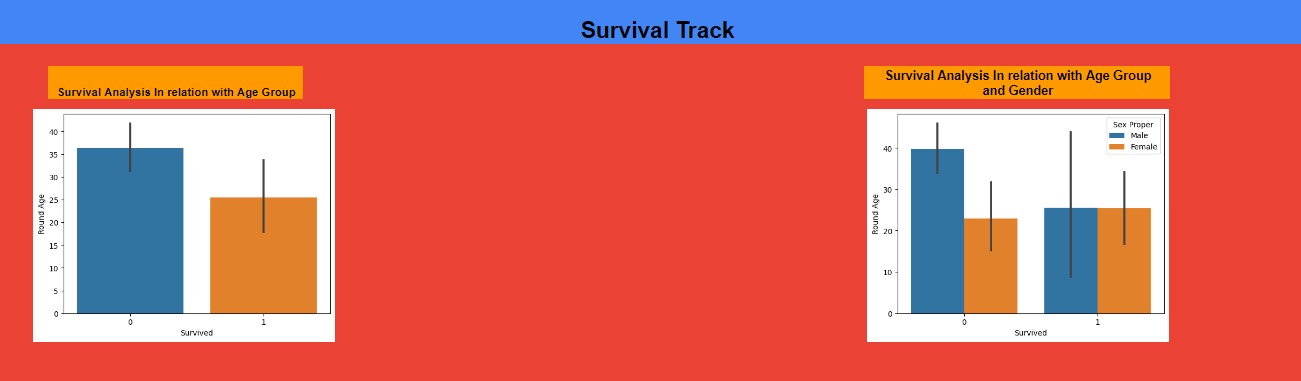 Survival Track
Survival Analysis In relation with Age Group
40
35
30
25
20
15
10
5
0
Round Age
0
1
Survived
Survival Analysis In relation with Age Group
and Gender
Sex Proper
Male
Female
40
30
20
10
0
Round Age
0
1
Survived